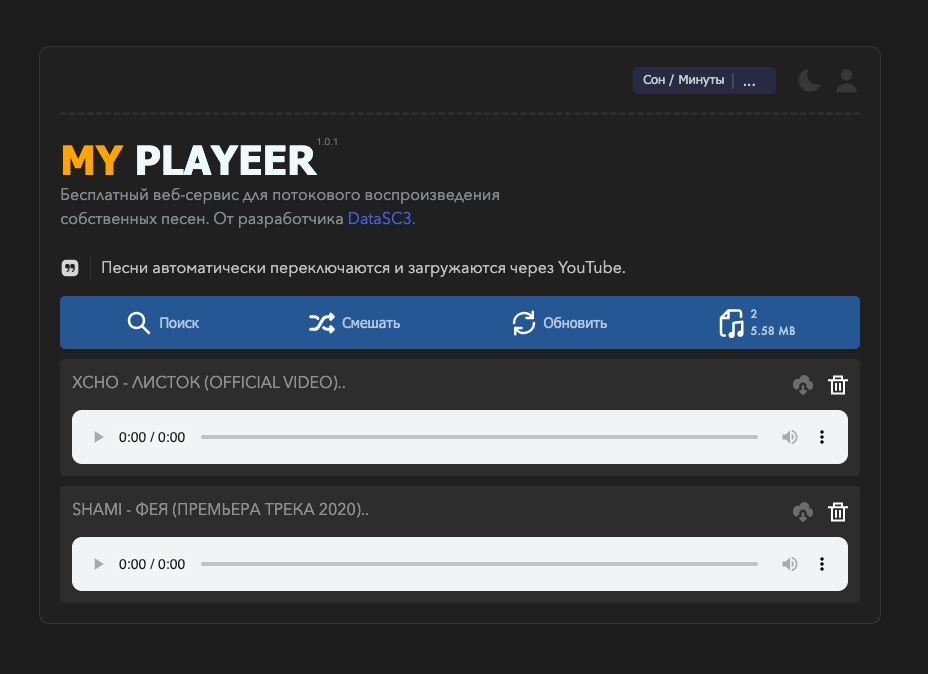 Сон / Минуты | ...
MY PLAYEER 1.0.1
Бесплатный веб-сервис для потокового воспроизведения
собственных песен. От разработчика DataSC3.
Песни автоматически переключаются и загружаются через YouTube.
Поиск Смешать Обновить 2
5.58 MB
XCHO - ЛИСТОК (OFFICIAL VIDEO)..
0:00 / 0:00
SHAMI - ФЕЯ (ПРЕМЬЕРА ТРЕКА 2020)..
0:00 / 0:00